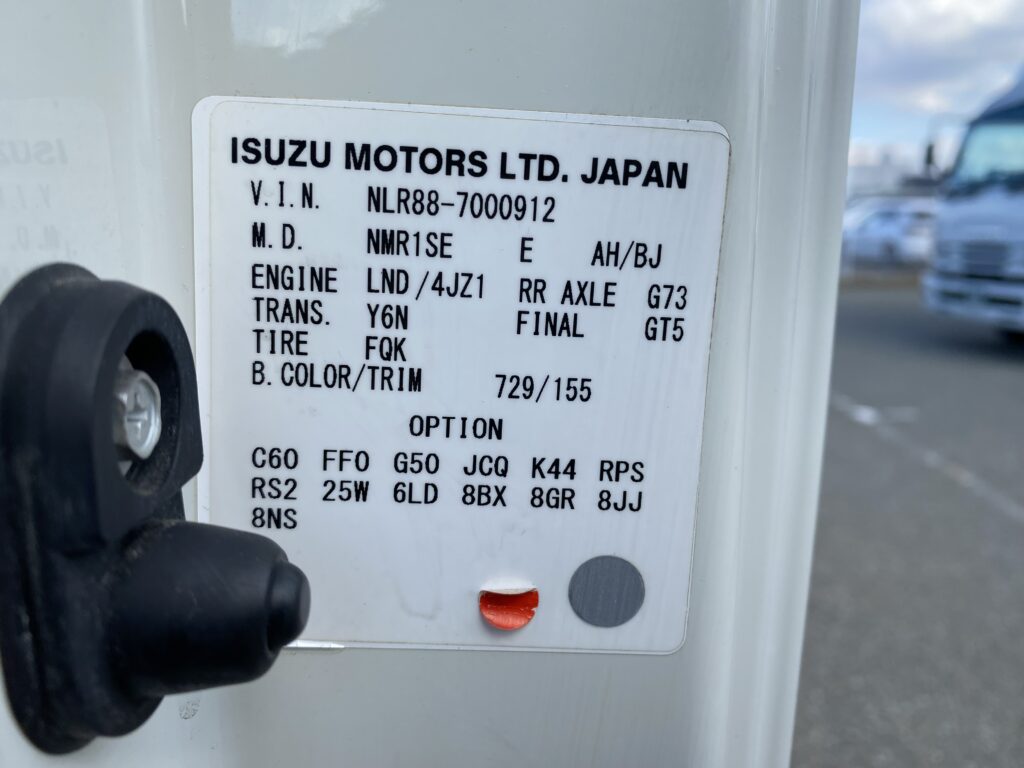 ISUZU MOTORS LTD. JAPAN
V.I.N. NLR88-7000912
M.D. NMR1SE E AH/BJ
ENGINE LND/4JZ1 RR AXLE G73
TRANS. Y6N FINAL GT5
TIRE FQK
B.COLOR/TRIM 729/155
OPTION
C60 FF0 G50 JCQ K44 RPS
RS2 25W 6LD 8BX 8GR 8JJ
8NS